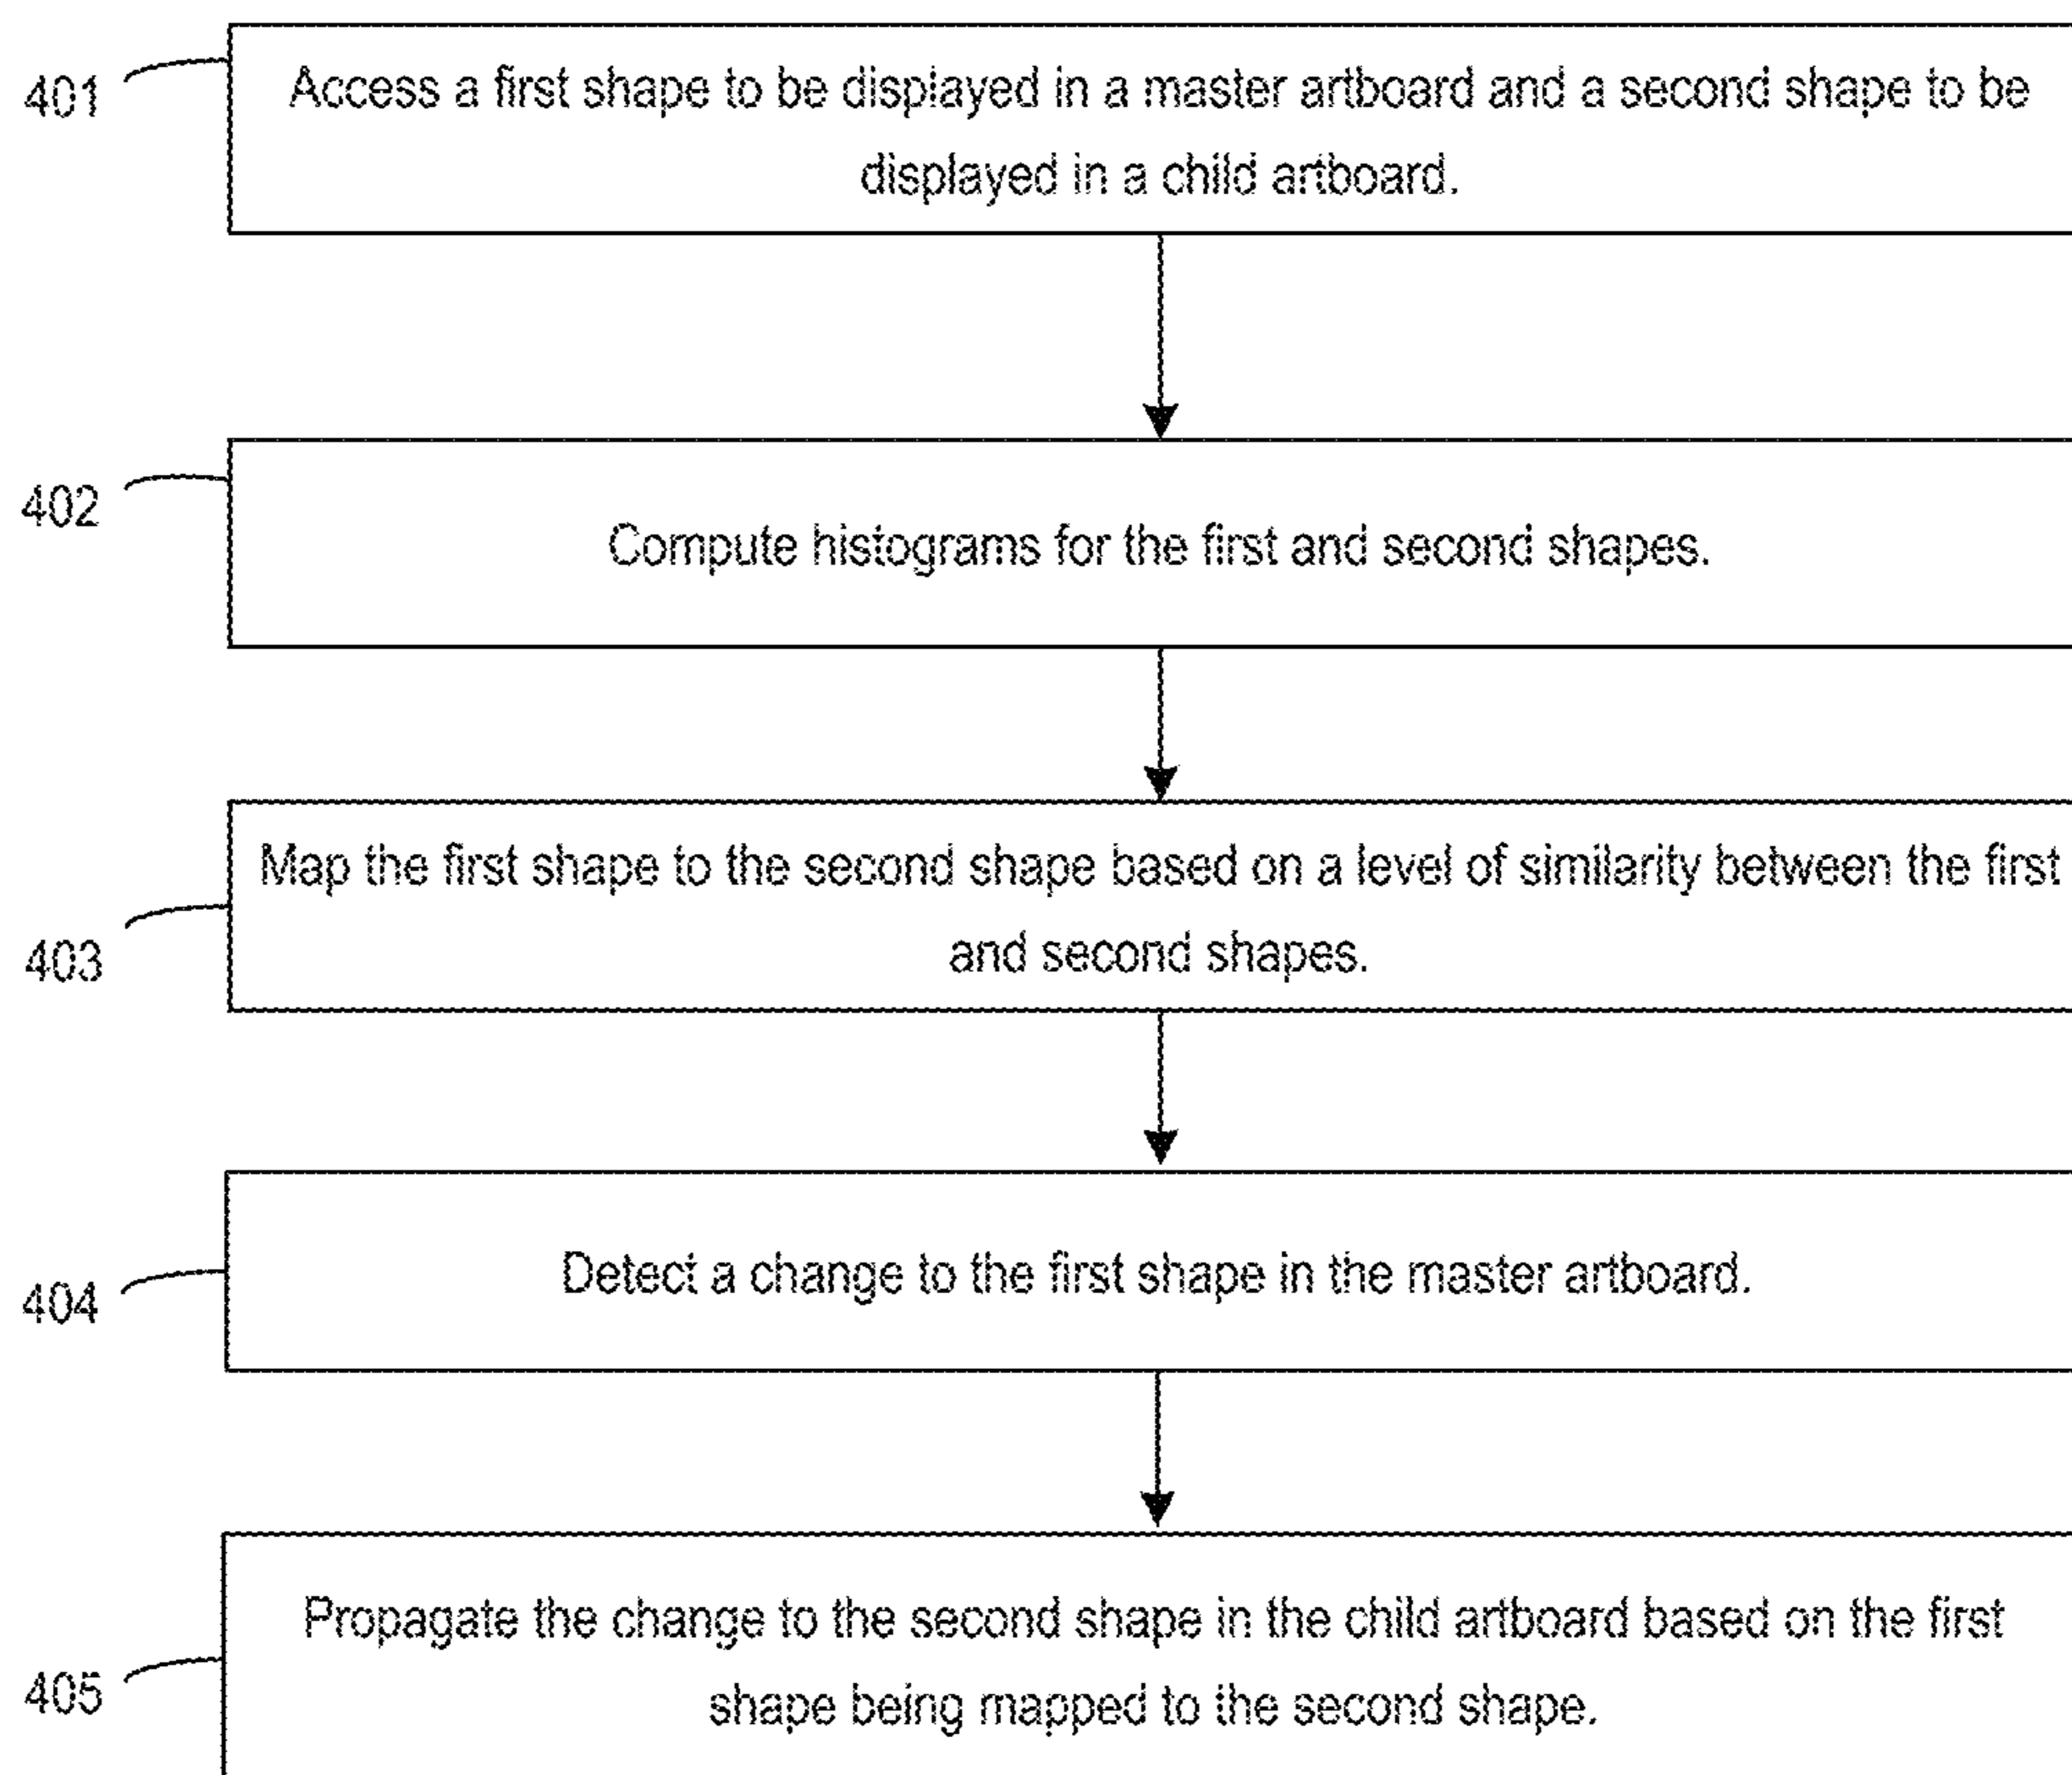 401
Access a first shape to be displayed in a master artboard and a second shape to be
displayed in a child artboard.
402
Compute histograms for the first and second shapes.
403
Map the first shape to the second shape based on a level of similarity between the first
and second shapes.
404
Detect a change to the first shape in the master artboard.
405
Propagate the change to the second shape in the child artboard based on the first
shape being mapped to the second shape.